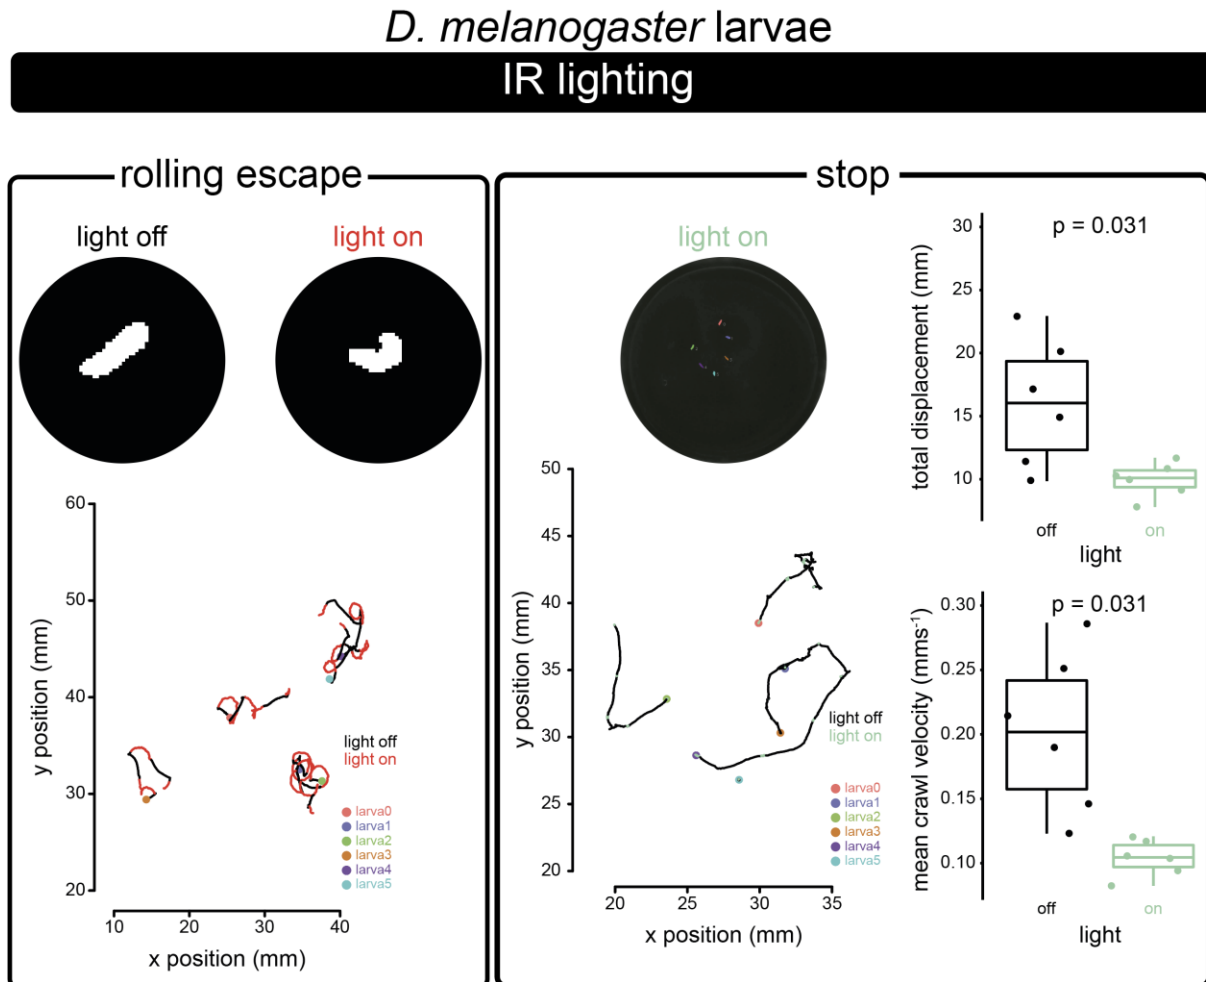 D. melanogaster larvae
IR lighting
rolling escape
light off
light on
60
50
40
30
20
y position (mm)
10
20
30
40
x position (mm)
light off
light on
larva0
larva1
larva2
larva3
larva4
larva5
stop
light on
50
45
40
35
30
25
20
y position (mm)
20
25
30
35
x position (mm)
light off
light on
larva0
larva1
larva2
larva3
larva4
larva5
p = 0.031
30
25
20
15
10
total displacement (mm)
off
on
light
p = 0.031
0.30
0.25
0.20
0.15
0.10
mean crawl velocity (mms⁻¹)
off
on
light